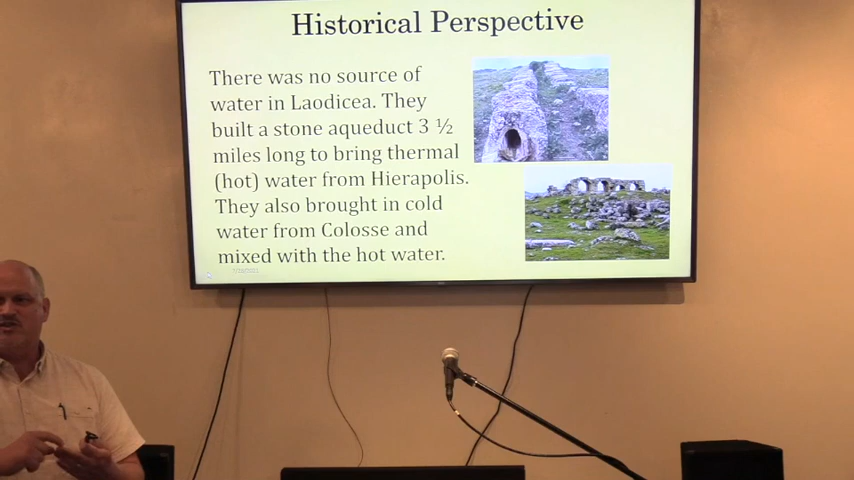 Historical Perspective
There was no source of
water in Laodicea. They
built a stone aqueduct 3 ½
miles long to bring thermal
(hot) water from Hierapolis.
They also brought in cold
water from Colosse and
mixed with the hot water.